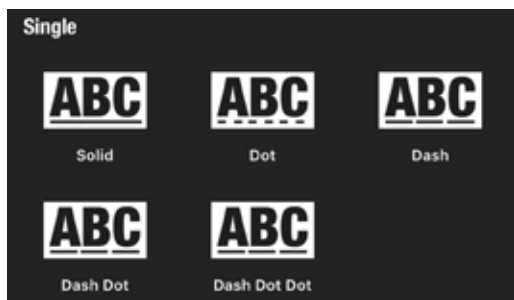 Single
ABC ABC ABC
Solid Dot Dash
ABC ABC
Dash Dot Dash Dot Dot